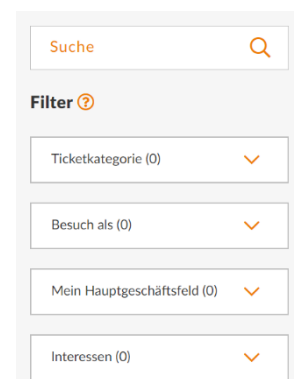 Suche
Filter ?
Ticketkategorie (0)
Besuch als (0)
Mein Hauptgeschäftsfeld (0)
Interessen (0)